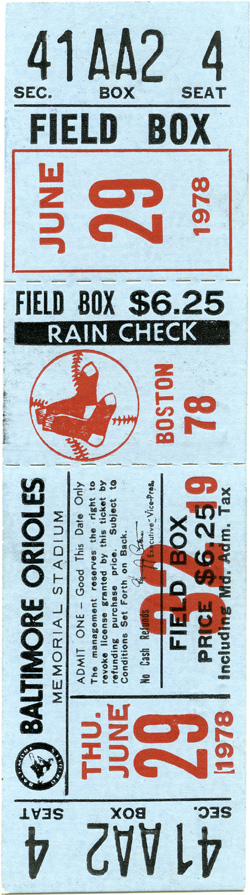 41 AA2 4
SEC. BOX SEAT
FIELD BOX
JUNE
29
1978
FIELD BOX $6.25
RAIN CHECK
BOSTON
78
BALTIMORE ORIOLES
MEMORIAL STADIUM
ADMIT ONE — Good This Date Only
The management reserves the right to
revoke license granted by this ticket by
refunding purchase price. Subject to
Conditions Set Forth on Back.
No Cash Refunds
Executive Vice-Pres.
FIELD BOX
PRICE $6.25
Including Md. Adm. Tax
THU.
JUNE
29
1978
SEC. BOX SEAT
41 AA2 4